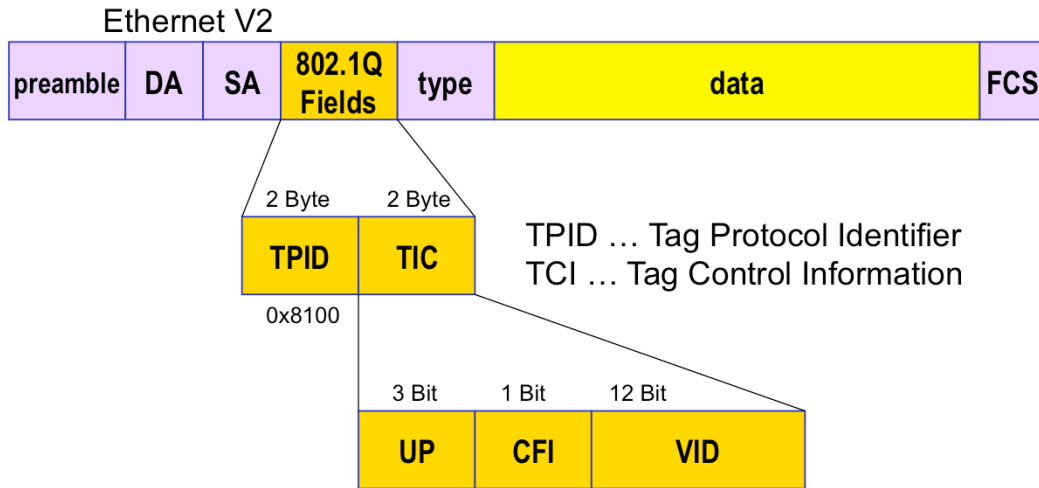 Ethernet V2
preamble DA SA 802.1Q Fields type data FCS
2 Byte 2 Byte
TPID TIC
0x8100
TPID … Tag Protocol Identifier
TCI … Tag Control Information
3 Bit 1 Bit 12 Bit
UP CFI VID